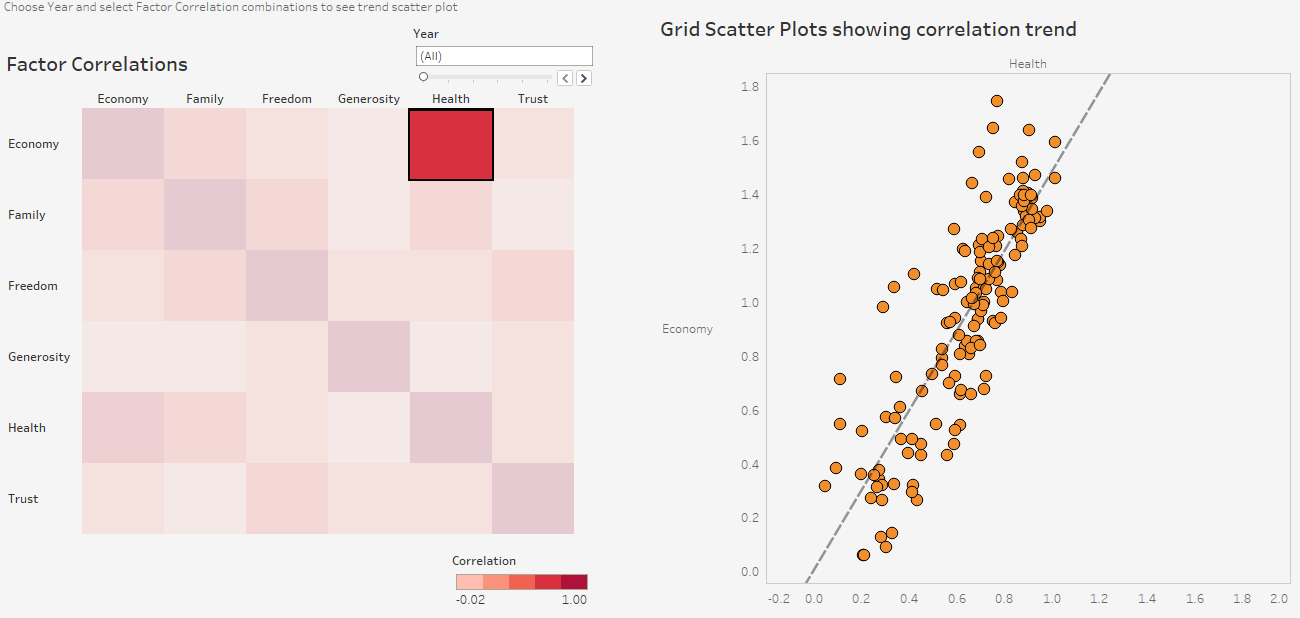 Choose Year and select Factor Correlation combinations to see trend scatter plot
Year
(All)
Factor Correlations
Economy Family Freedom Generosity Health Trust
Economy
Family
Freedom
Generosity
Health
Trust
Correlation
-0.02 1.00
Grid Scatter Plots showing correlation trend
Health
1.8
1.6
1.4
1.2
1.0
Economy
0.8
0.6
0.4
0.2
0.0
-0.2 0.0 0.2 0.4 0.6 0.8 1.0 1.2 1.4 1.6 1.8 2.0